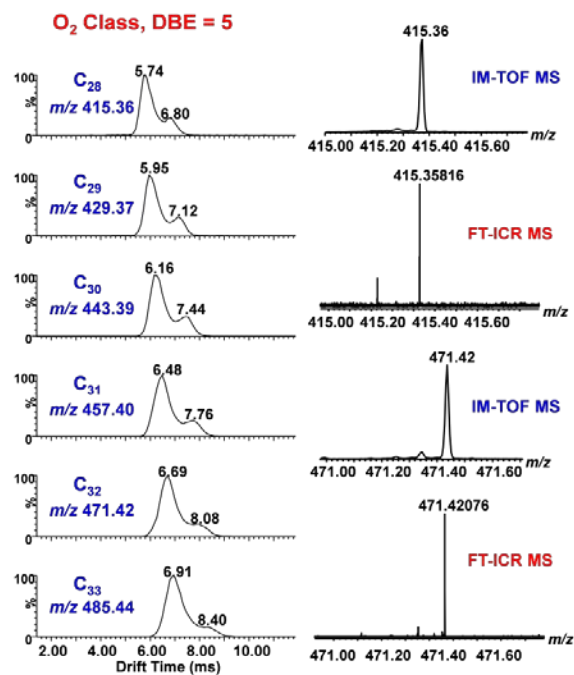 O2 Class, DBE = 5
100
%
0
C28
m/z 415.36
5.74
6.80
100
%
0
C29
m/z 429.37
5.95
7.12
100
%
0
C30
m/z 443.39
6.16
7.44
100
%
0
C31
m/z 457.40
6.48
7.76
100
%
0
C32
m/z 471.42
6.69
8.08
100
%
0
C33
m/z 485.44
6.91
8.40
2.00 4.00 6.00 8.00 10.00
Drift Time (ms)
415.36
IM-TOF MS
m/z
415.00 415.20 415.40 415.60
415.35816
FT-ICR MS
m/z
415.00 415.20 415.40 415.60
471.42
IM-TOF MS
m/z
471.00 471.20 471.40 471.60
471.42076
FT-ICR MS
m/z
471.00 471.20 471.40 471.60